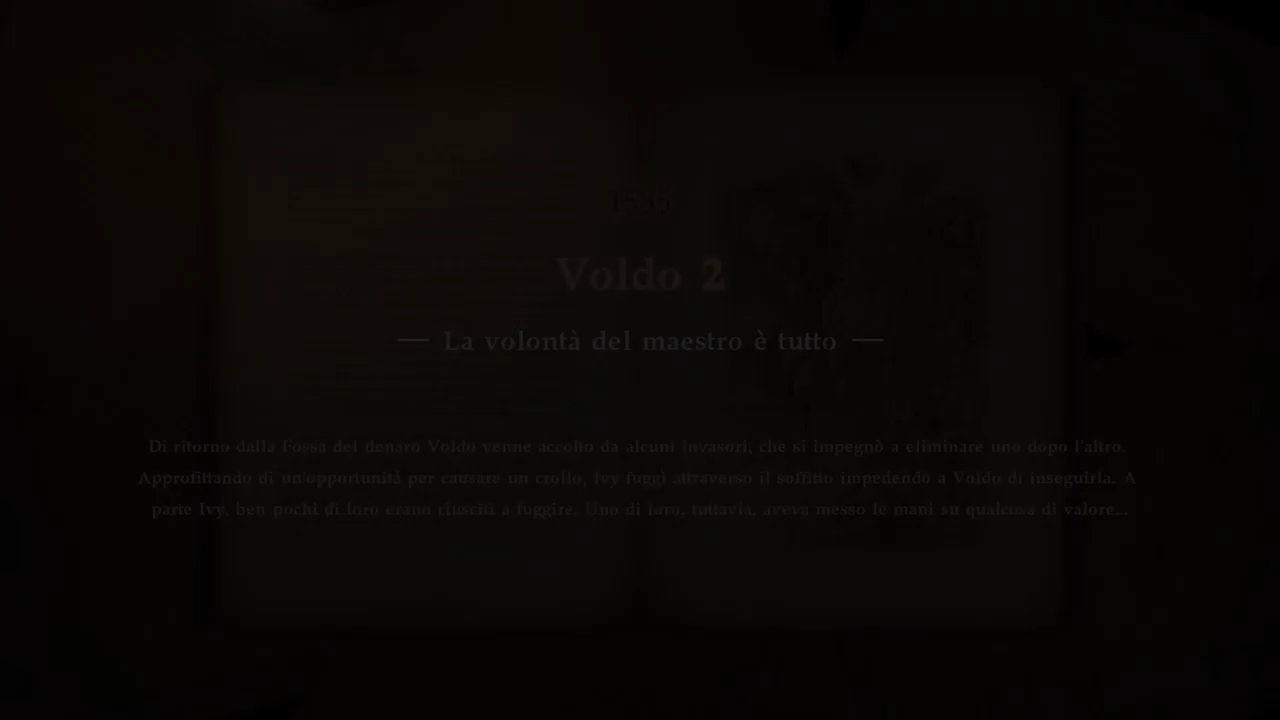 Voldo 2
— La volontà del maestro è tutto —
Di ritorno dalla Fossa del denaro Voldo venne accolto da alcuni invasori, che si impegnò a eliminare uno dopo l'altro.
Approfittando di un'opportunità per causare un crollo, Ivy fuggì attraverso il soffitto impedendo a Voldo di inseguirla. A
parte Ivy, ben pochi di loro erano riusciti a fuggire. Uno di loro, tuttavia, aveva messo le mani su qualcosa di valore...